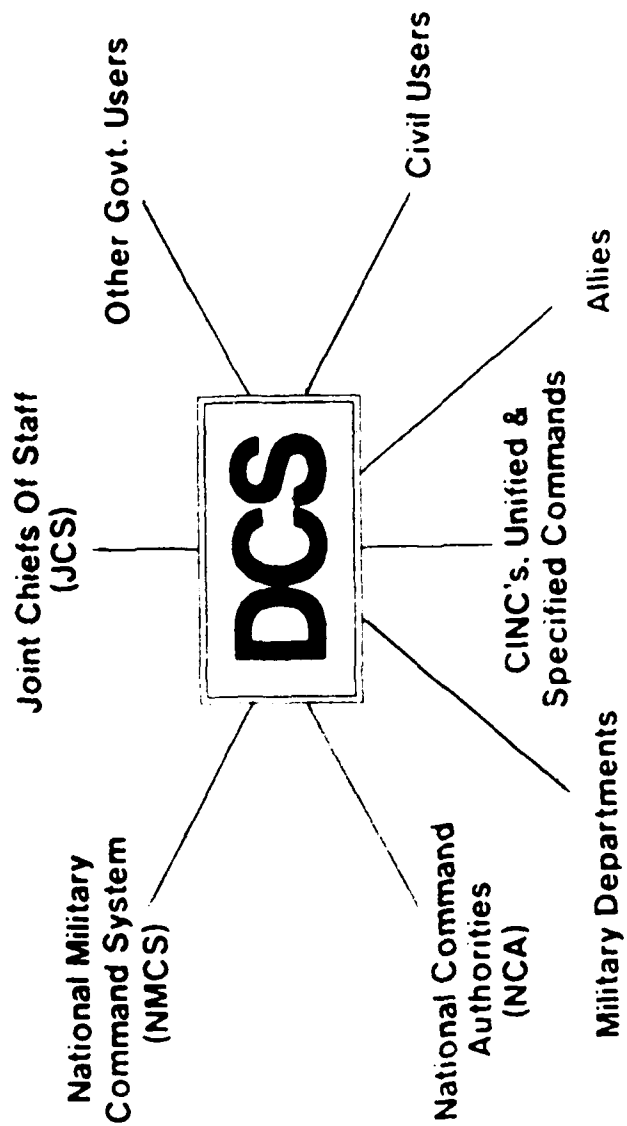 Joint Chiefs Of Staff
(JCS)
National Military
Command System
(NMCS)
Other Govt. Users
DCS
National Command
Authorities
(NCA)
Civil Users
Military Departments
CINC's. Unified &
Specified Commands
Allies